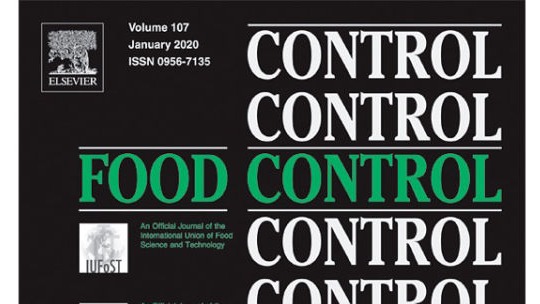 ELSEVIER
Volume 107
January 2020
ISSN 0956-7135
CONTROL
CONTROL
FOOD CONTROL
CONTROL
CONTROL
IUFoST
An Official Journal of the
International Union of Food
Science and Technology